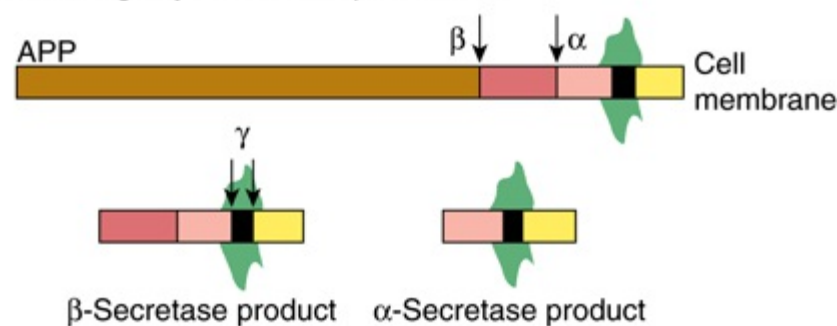 APP
β
α
Cell
membrane
γ
β-Secretase product
α-Secretase product